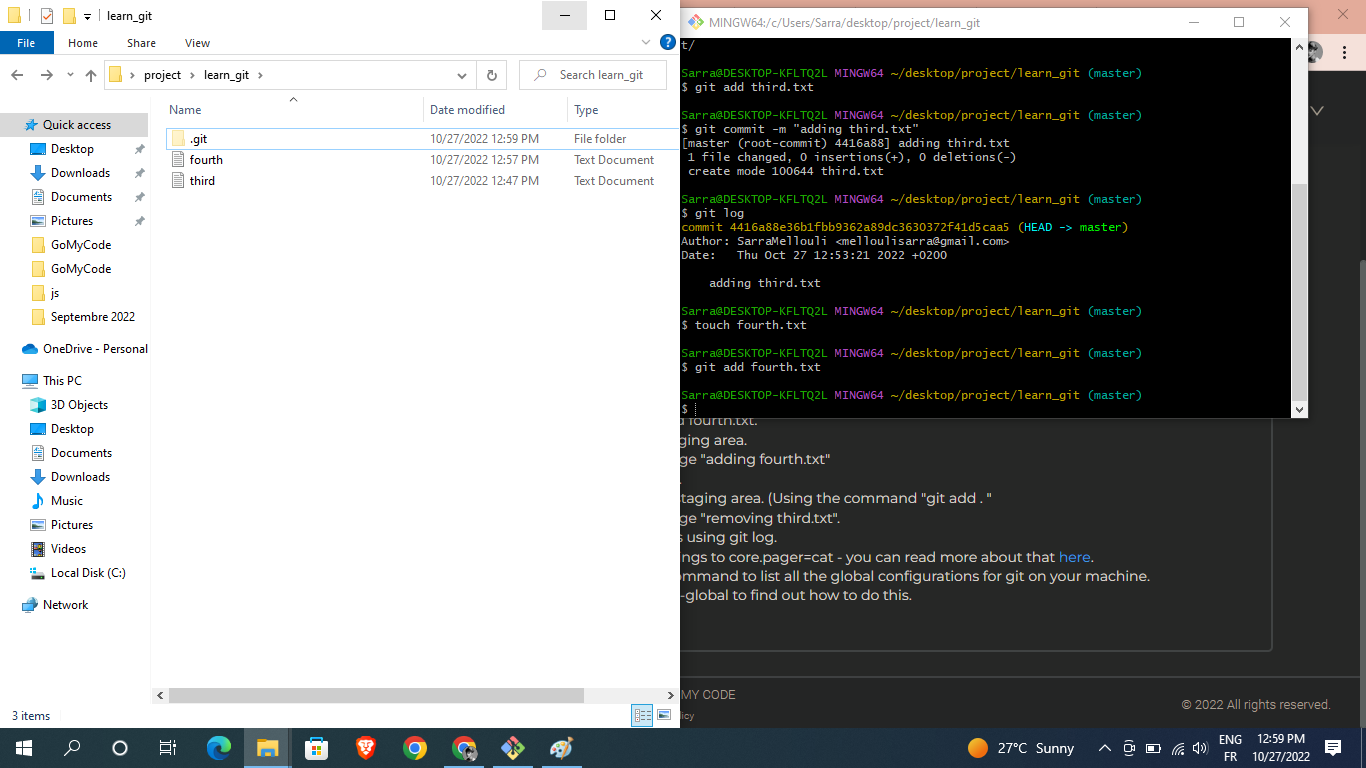 learn_git
File
Home
Share
View
project
learn_git
Search learn_git
Name
Date modified
Type
Quick access
Desktop
Downloads
Documents
Pictures
GoMyCode
GoMyCode
js
Septembre 2022
OneDrive - Personal
This PC
3D Objects
Desktop
Documents
Downloads
Music
Pictures
Videos
Local Disk (C:)
Network
.git 10/27/2022 12:59 PM File folder
fourth 10/27/2022 12:57 PM Text Document
third 10/27/2022 12:47 PM Text Document
3 items
MINGW64:/c/Users/Sarra/desktop/project/learn_git
t/
Sarra@DESKTOP-KFLTQ2L MINGW64 ~/desktop/project/learn_git (master)
$ git add third.txt
Sarra@DESKTOP-KFLTQ2L MINGW64 ~/desktop/project/learn_git (master)
$ git commit -m "adding third.txt"
[master (root-commit) 4416a88] adding third.txt
1 file changed, 0 insertions(+), 0 deletions(-)
create mode 100644 third.txt
Sarra@DESKTOP-KFLTQ2L MINGW64 ~/desktop/project/learn_git (master)
$ git log
commit 4416a88e36b1fbb9362a89dc3630372f41d5caa5 (HEAD -> master)
Author: SarraMellouli <melloulisarra@gmail.com>
Date: Thu Oct 27 12:53:21 2022 +0200
adding third.txt
Sarra@DESKTOP-KFLTQ2L MINGW64 ~/desktop/project/learn_git (master)
$ touch fourth.txt
Sarra@DESKTOP-KFLTQ2L MINGW64 ~/desktop/project/learn_git (master)
$ git add fourth.txt
Sarra@DESKTOP-KFLTQ2L MINGW64 ~/desktop/project/learn_git (master)
$
d fourth.txt.
ging area.
ge "adding fourth.txt"
taging area. (Using the command "git add . "
ge "removing third.txt".
s using git log.
ings to core.pager=cat - you can read more about that here.
ommand to list all the global configurations for git on your machine.
-global to find out how to do this.
MY CODE
licy
© 2022 All rights reserved.
27°C Sunny
ENG
FR
12:59 PM
10/27/2022